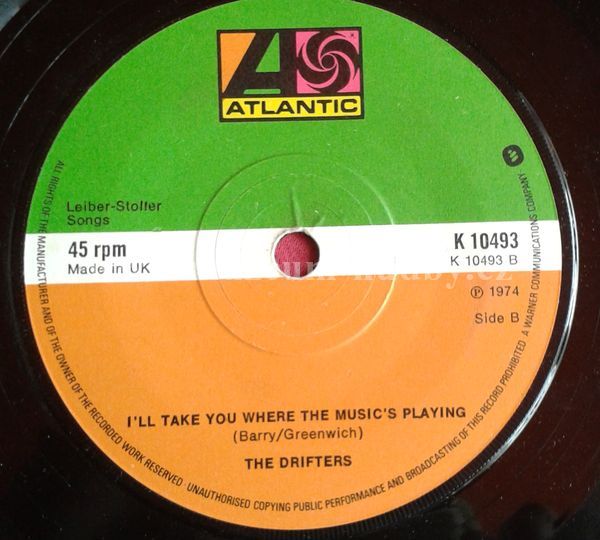 ATLANTIC
Leiber-Stoller
Songs
45 rpm
Made in UK
K 10493
K 10493 B
℗ 1974
Side B
I'LL TAKE YOU WHERE THE MUSIC'S PLAYING
(Barry/Greenwich)
THE DRIFTERS
ALL RIGHTS OF THE MANUFACTURER AND OF THE OWNER OF THE RECORDED WORK RESERVED · UNAUTHORISED COPYING PUBLIC PERFORMANCE AND BROADCASTING OF THIS RECORD PROHIBITED A WARNER COMMUNICATIONS COMPANY